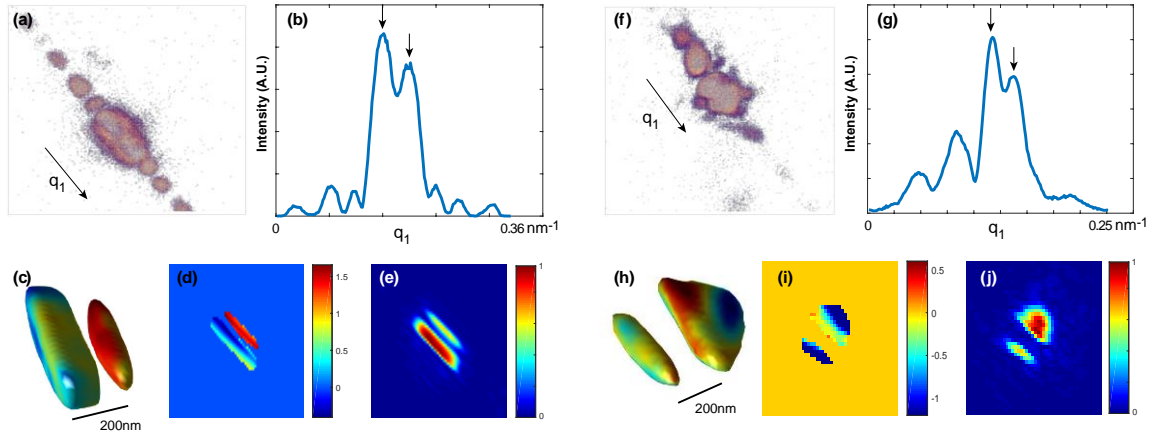 (a)
q1
(b)
Intensity (A.U.)
0
q1
0.36 nm-1
(c)
200nm
(d)
1.5
1
0.5
0
(e)
1
0
(f)
q1
(g)
Intensity (A.U.)
0
q1
0.25 nm-1
(h)
200nm
(i)
0.5
0
-0.5
-1
(j)
1
0